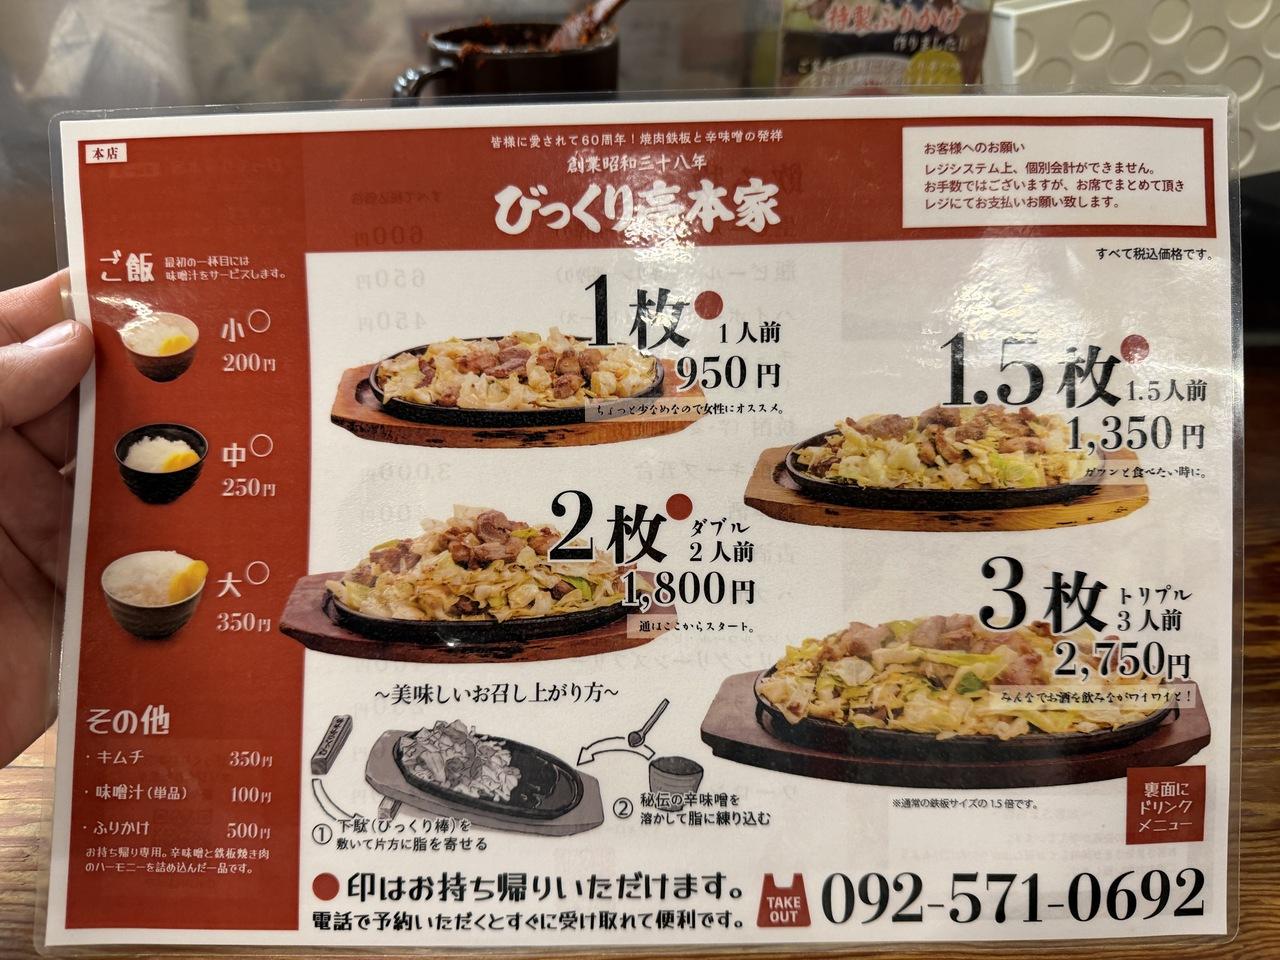 特製ふりかけ
作りました!!
本店
皆様に愛されて60周年！焼肉鉄板と辛味噌の発祥
創業昭和三十八年
びっくり亭本家
お客様へのお願い
レジシステム上、個別会計ができません。
お手数ではございますが、お席でまとめて頂き
レジにてお支払いお願い致します。
すべて税込価格です。
ご飯
最初の一杯目には
味噌汁をサービスします。
小○
200円
中○
250円
大○
350円
その他
・キムチ 350円
・味噌汁(単品) 100円
・ふりかけ 500円
お持ち帰り専用。辛味噌と鉄板焼き肉
のハーモニーを詰め込んだ一品です。
1枚●1人前
950円
ちょっと少なめなので女性にオススメ。
1.5枚●1.5人前
1,350円
ガツンと食べたい時に。
2枚●ダブル
2人前
1,800円
通はここからスタート。
3枚 トリプル
3人前
2,750円
みんなでお酒を飲みながワイワイと！
※通常の鉄板サイズの1.5倍です。
～美味しいお召し上がり方～
① 下駄(びっくり棒)を
敷いて片方に脂を寄せる
② 秘伝の辛味噌を
溶かして脂に練り込む
裏面に
ドリンク
メニュー
●印はお持ち帰りいただけます。
電話で予約いただくとすぐに受け取れて便利です。
TAKE
OUT
092-571-0692